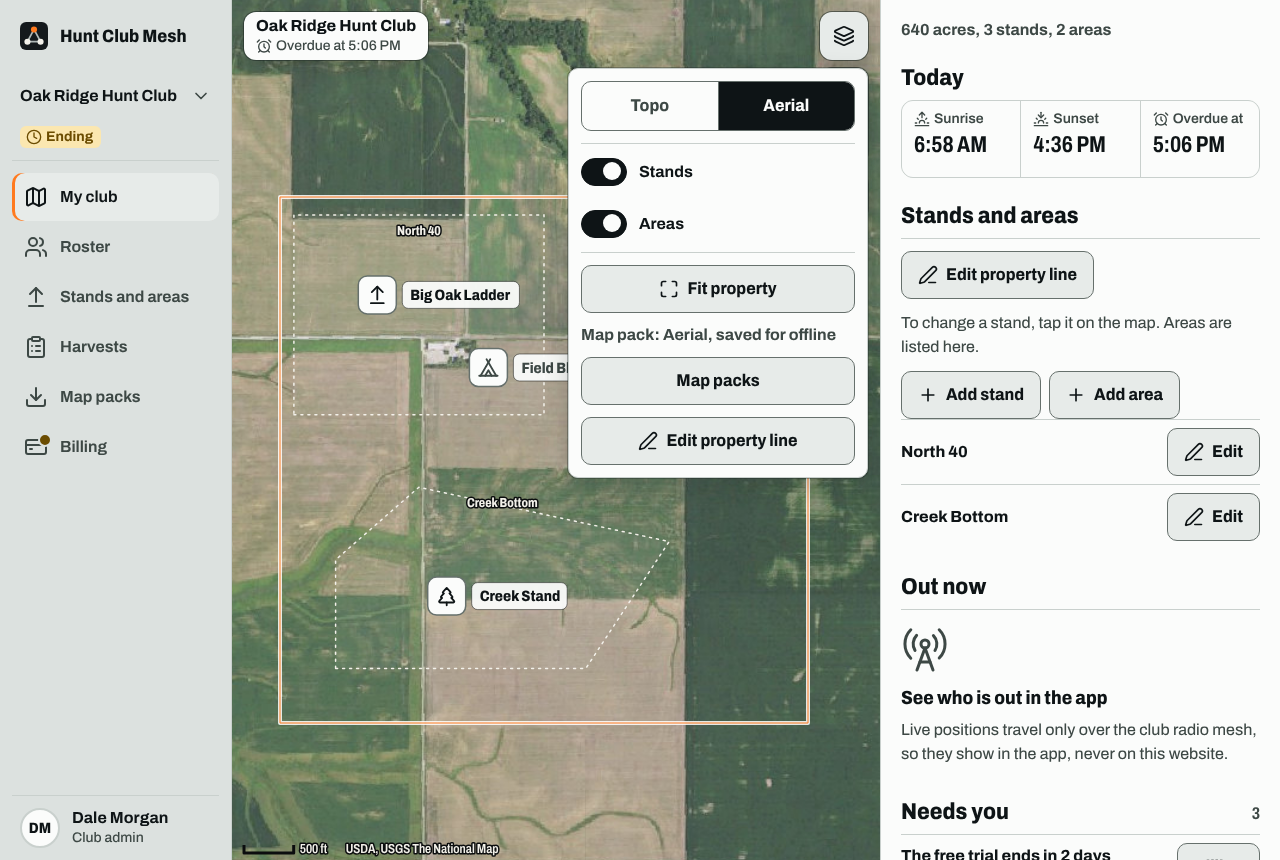 Hunt Club Mesh
Oak Ridge Hunt Club
Ending
My club
Roster
Stands and areas
Harvests
Map packs
Billing
DM
Dale Morgan
Club admin
Oak Ridge Hunt Club
Overdue at 5:06 PM
North 40
Big Oak Ladder
Field Bl
Creek Bottom
Creek Stand
500 ft
USDA, USGS The National Map
Topo
Aerial
Stands
Areas
Fit property
Map pack: Aerial, saved for offline
Map packs
Edit property line
640 acres, 3 stands, 2 areas
Today
Sunrise
6:58 AM
Sunset
4:36 PM
Overdue at
5:06 PM
Stands and areas
Edit property line
To change a stand, tap it on the map. Areas are
listed here.
Add stand
Add area
North 40
Edit
Creek Bottom
Edit
Out now
See who is out in the app
Live positions travel only over the club radio mesh,
so they show in the app, never on this website.
Needs you
3
The free trial ends in 2 days